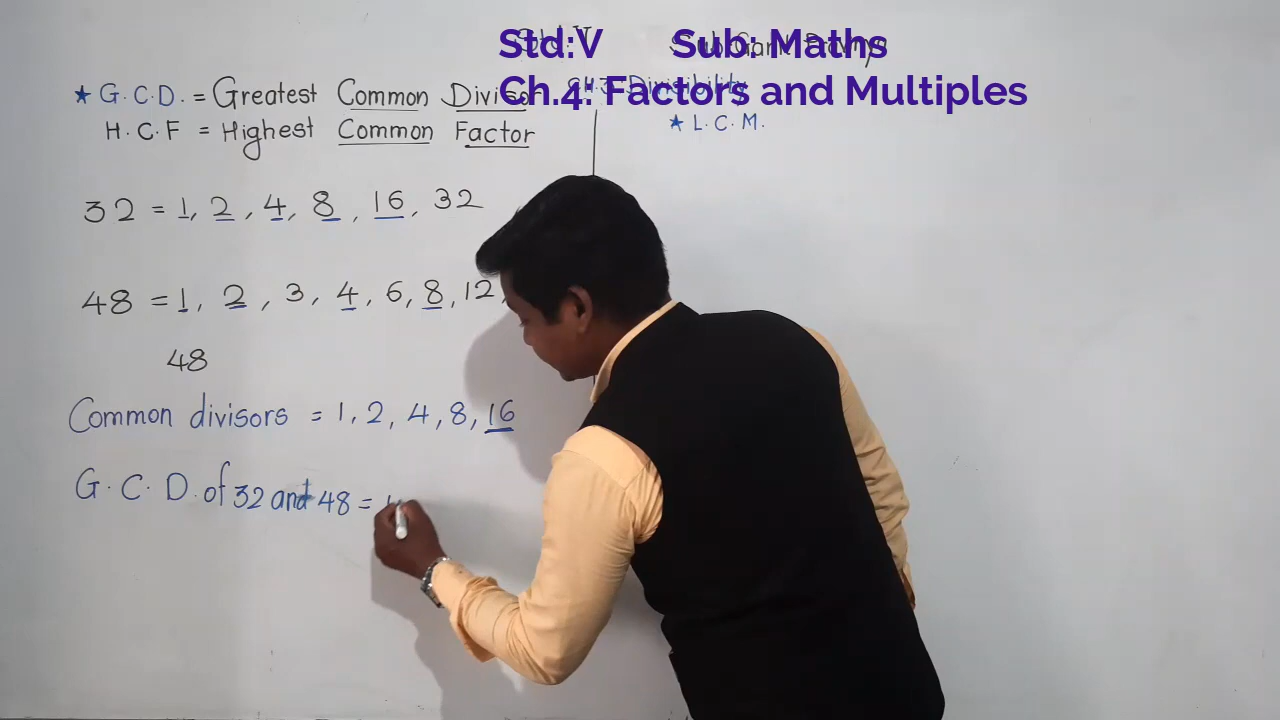 Std:V Sub: Maths
Ch.4: Factors and Multiples
★ G.C.D. = Greatest Common Diviso
H.C.F = Highest Common Factor
★ L.C.M.
32 = 1, 2, 4, 8, 16, 32
48 = 1, 2, 3, 4, 6, 8, 12,
48
Common divisors = 1, 2, 4, 8, 16
G.C.D. of 32 and 48 =